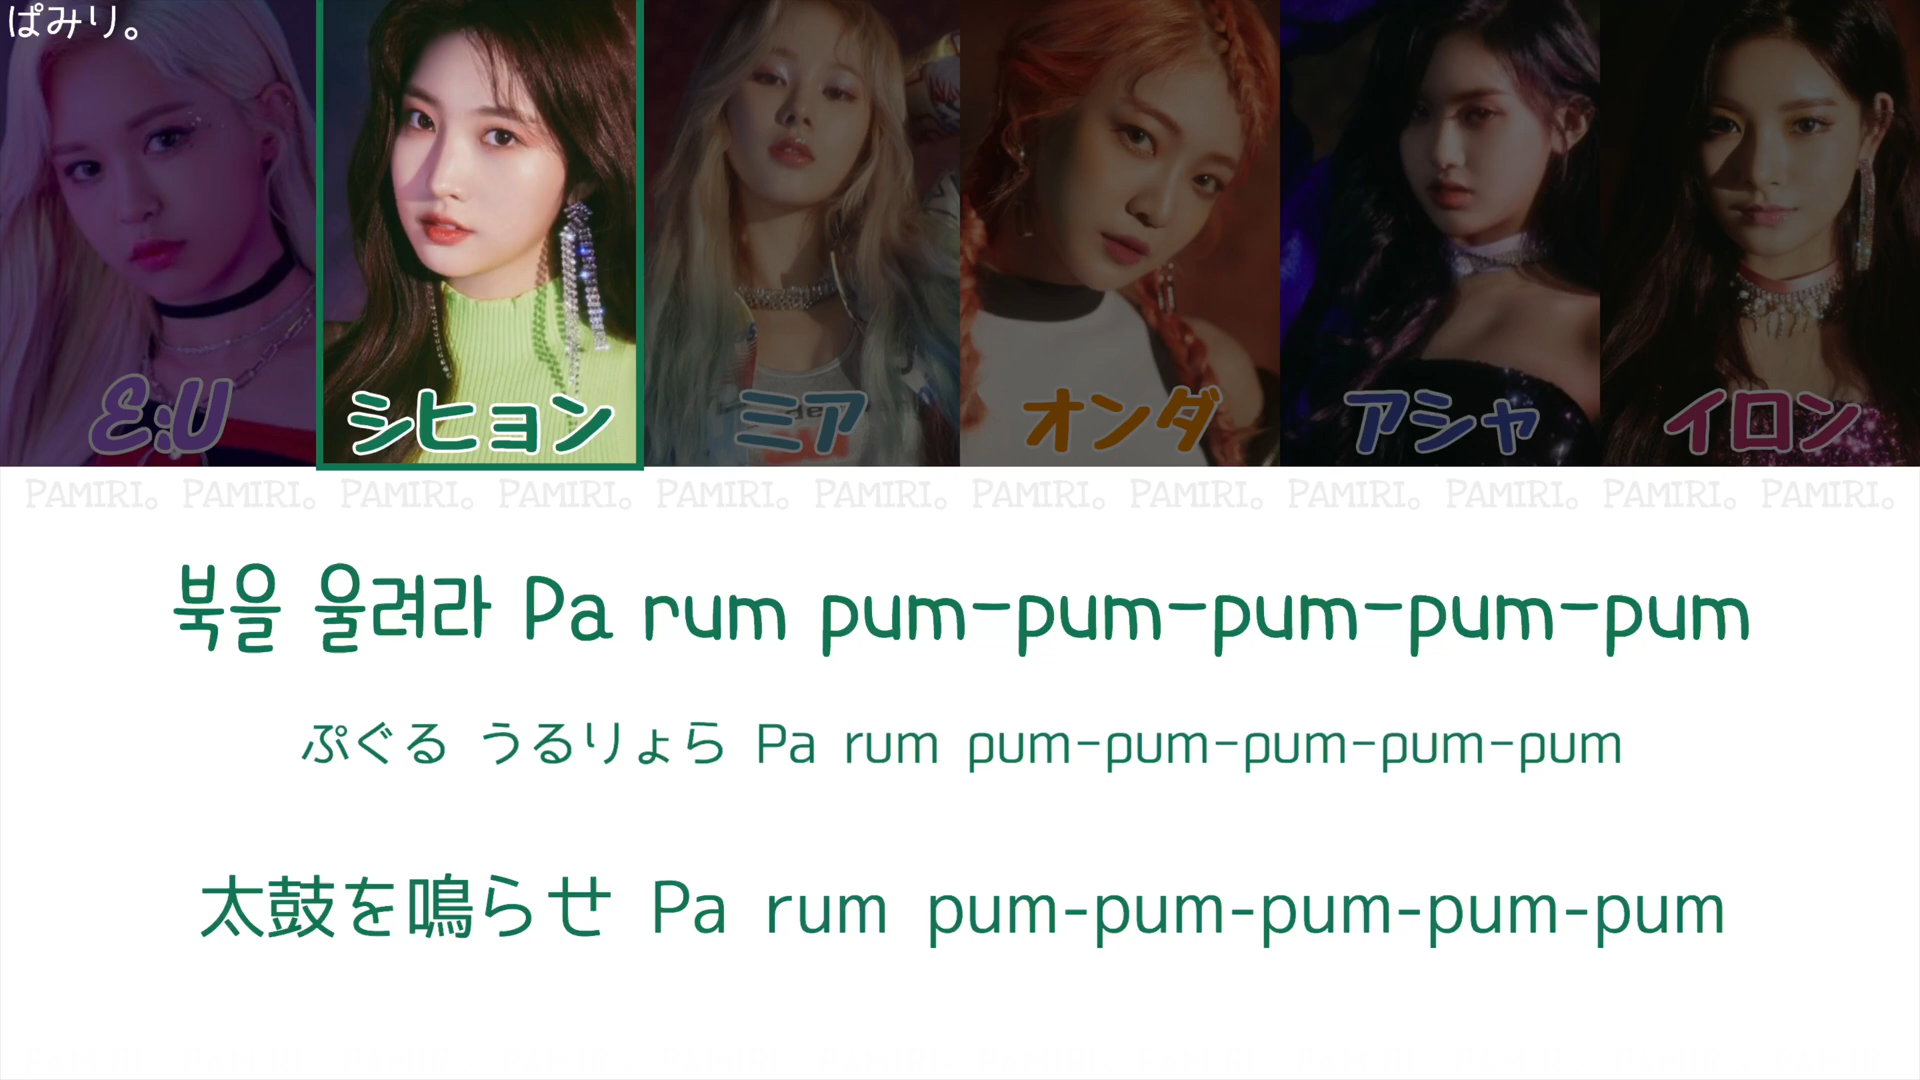 ぱみり。
E:U シヒョン ミア オンダ アシャ イロン
PAMIRI。 PAMIRI。 PAMIRI。 PAMIRI。 PAMIRI。 PAMIRI。 PAMIRI。 PAMIRI。 PAMIRI。 PAMIRI。 PAMIRI。 PAMIRI。
북을 울려라 Pa rum pum-pum-pum-pum-pum
ぷぐる うるりょら Pa rum pum-pum-pum-pum-pum
太鼓を鳴らせ Pa rum pum-pum-pum-pum-pum